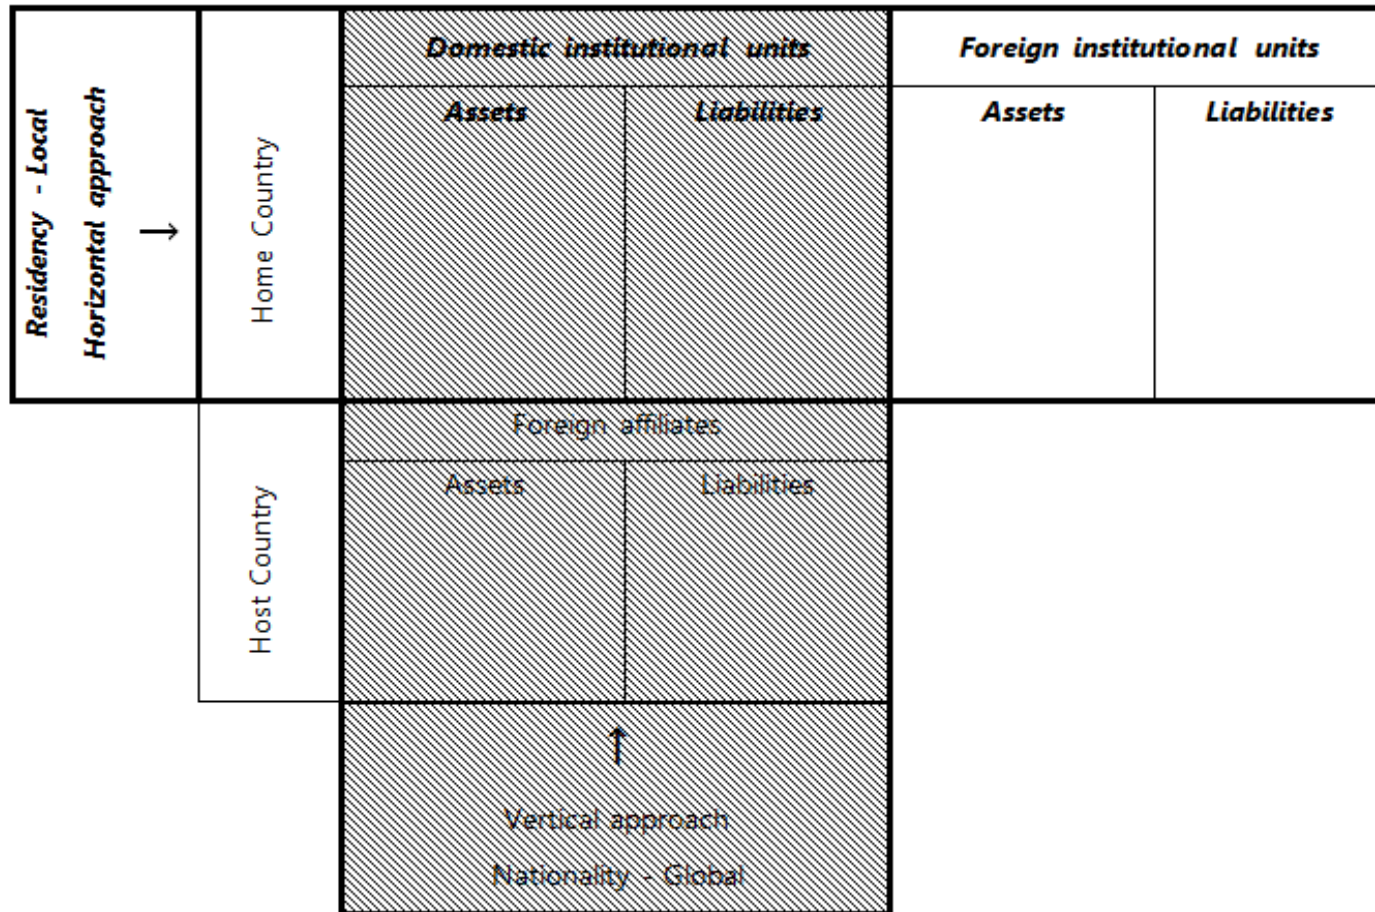 Domestic institutional units
Foreign institutional units
Residency - Local
Horizontal approach
→
Home Country
Assets
Liabilities
Assets
Liabilities
Foreign affiliates
Host Country
Assets
Liabilities
↑
Vertical approach
Nationality - Global